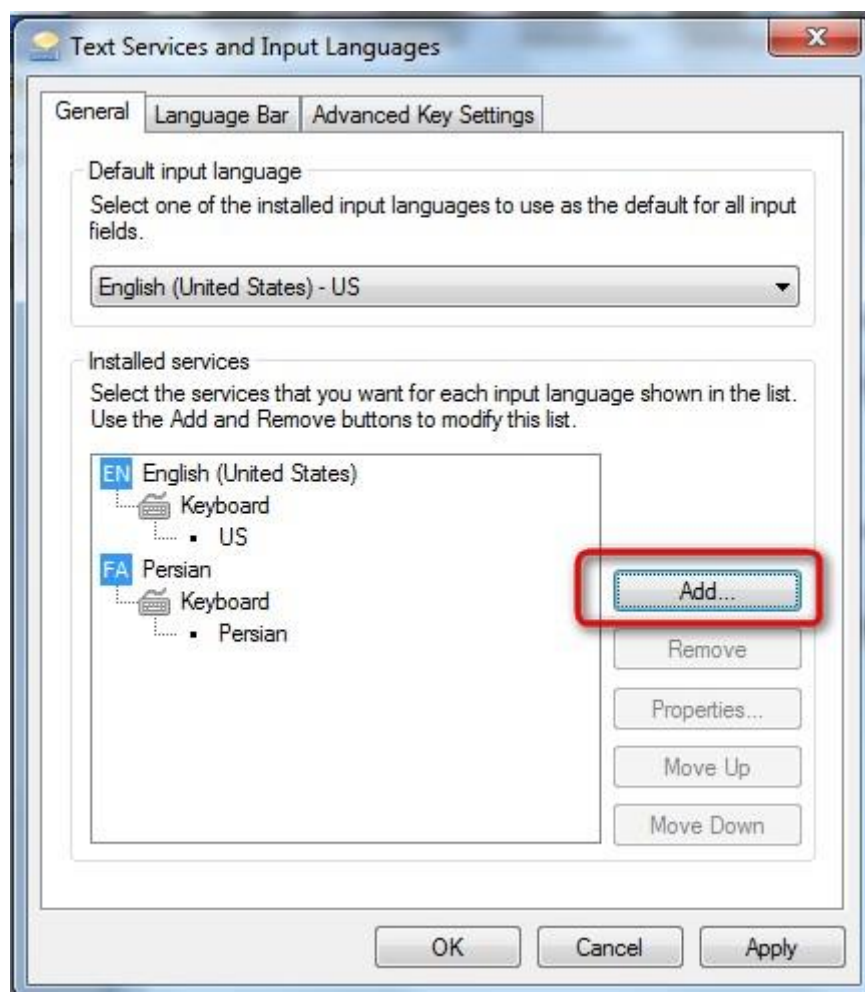 Text Services and Input Languages
General
Language Bar
Advanced Key Settings
Default input language
Select one of the installed input languages to use as the default for all input
fields.
English (United States) - US
Installed services
Select the services that you want for each input language shown in the list.
Use the Add and Remove buttons to modify this list.
EN English (United States)
Keyboard
US
FA Persian
Keyboard
Persian
Add...
Remove
Properties...
Move Up
Move Down
OK
Cancel
Apply